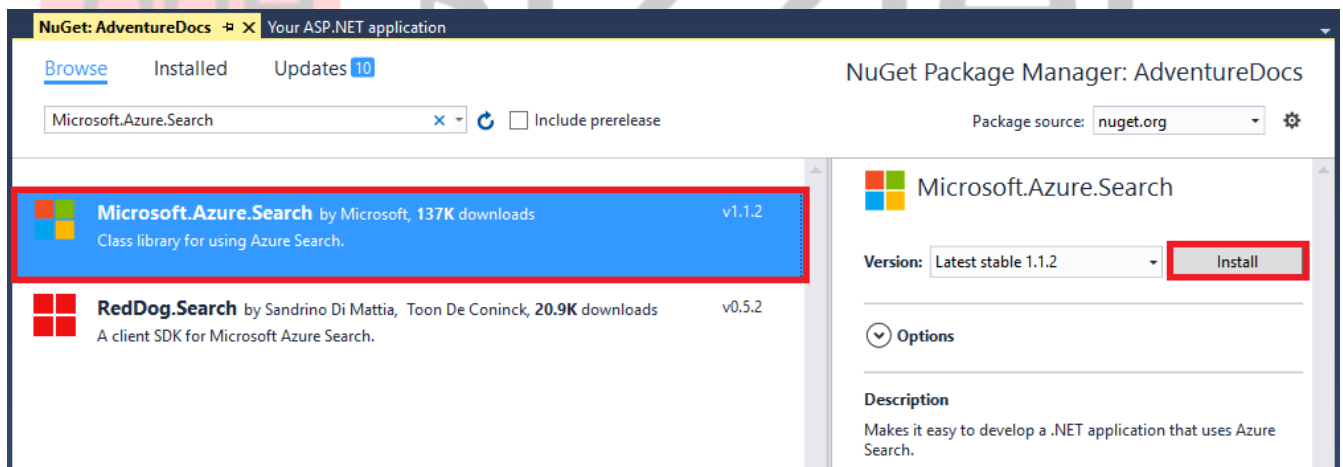 NuGet: AdventureDocs
Your ASP.NET application
Browse
Installed
Updates 10
NuGet Package Manager: AdventureDocs
Microsoft.Azure.Search
Include prerelease
Package source: nuget.org
Microsoft.Azure.Search by Microsoft, 137K downloads
v1.1.2
Class library for using Azure Search.
RedDog.Search by Sandrino Di Mattia, Toon De Coninck, 20.9K downloads
v0.5.2
A client SDK for Microsoft Azure Search.
Microsoft.Azure.Search
Version: Latest stable 1.1.2
Install
Options
Description
Makes it easy to develop a .NET application that uses Azure
Search.